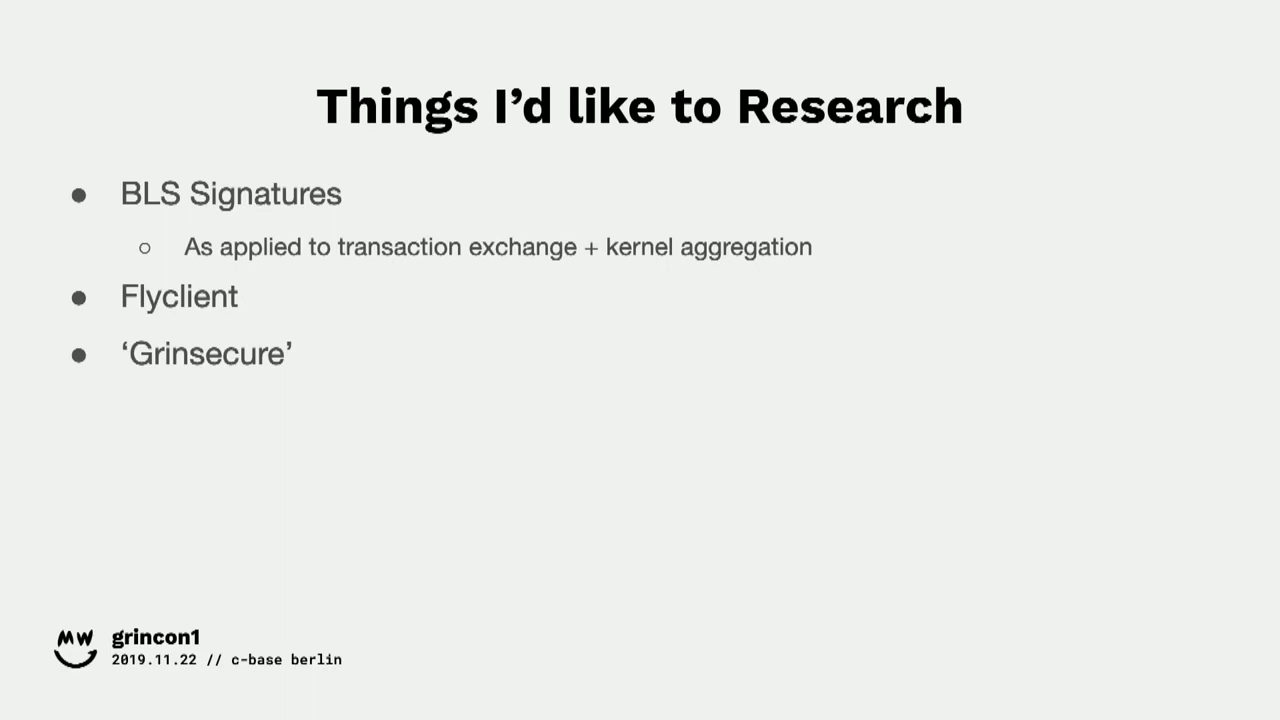 Things I’d like to Research
● BLS Signatures
○ As applied to transaction exchange + kernel aggregation
● Flyclient
● ‘Grinsecure’
MW
grincon1
2019.11.22 // c-base berlin